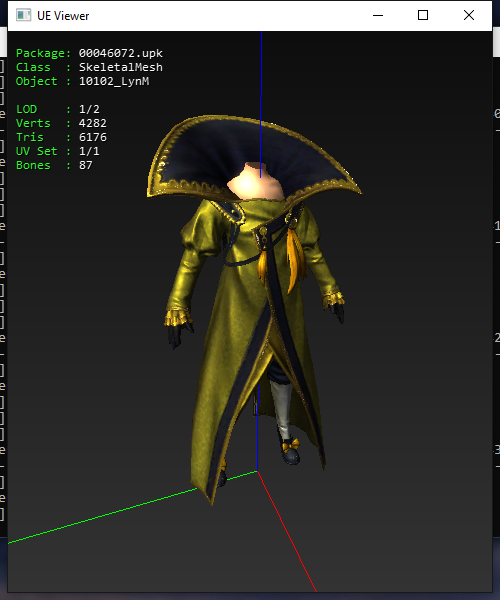 UE Viewer
Package: 00046072.upk
Class  : SkeletalMesh
Object : 10102_LynM
LOD    : 1/2
Verts  : 4282
Tris   : 6176
UV Set : 1/1
Bones  : 87